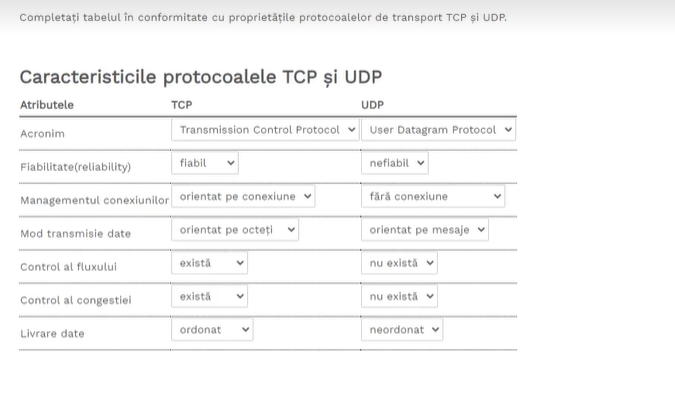 Completați tabelul în conformitate cu proprietățile protocoalelor de transport TCP și UDP.
Caracteristicile protocoalele TCP și UDP
Atributele TCP UDP
Acronim Transmission Control Protocol User Datagram Protocol
Fiabilitate(reliability) fiabil nefiabil
Managementul conexiunilor orientat pe conexiune fără conexiune
Mod transmisie date orientat pe octeți orientat pe mesaje
Control al fluxului există nu există
Control al congestiei există nu există
Livrare date ordonat neordonat